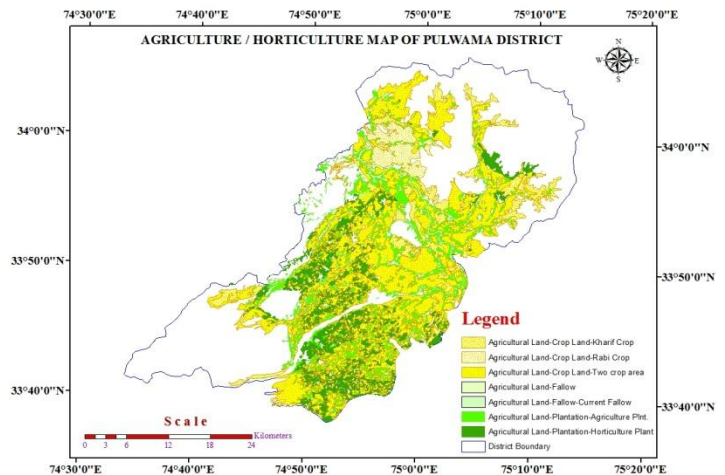 74°30'0"E 74°40'0"E 74°50'0"E 75°0'0"E 75°10'0"E 75°20'0"E
AGRICULTURE / HORTICULTURE MAP OF PULWAMA DISTRICT
N
W E
S
34°0'0"N 34°0'0"N
33°50'0"N 33°50'0"N
33°40'0"N 33°40'0"N
Legend
Agricultural Land-Crop Land-Kharif Crop
Agricultural Land-Crop Land-Rabi Crop
Agricultural Land-Crop Land-Two crop area
Agricultural Land-Fallow
Agricultural Land-Fallow-Current Fallow
Agricultural Land-Plantation-Agriculture Plnt.
Agricultural Land-Plantation-Horticulture Plant
District Boundary
Scale
Kilometers
0 3 6 12 18 24
74°30'0"E 74°40'0"E 74°50'0"E 75°0'0"E 75°10'0"E 75°20'0"E